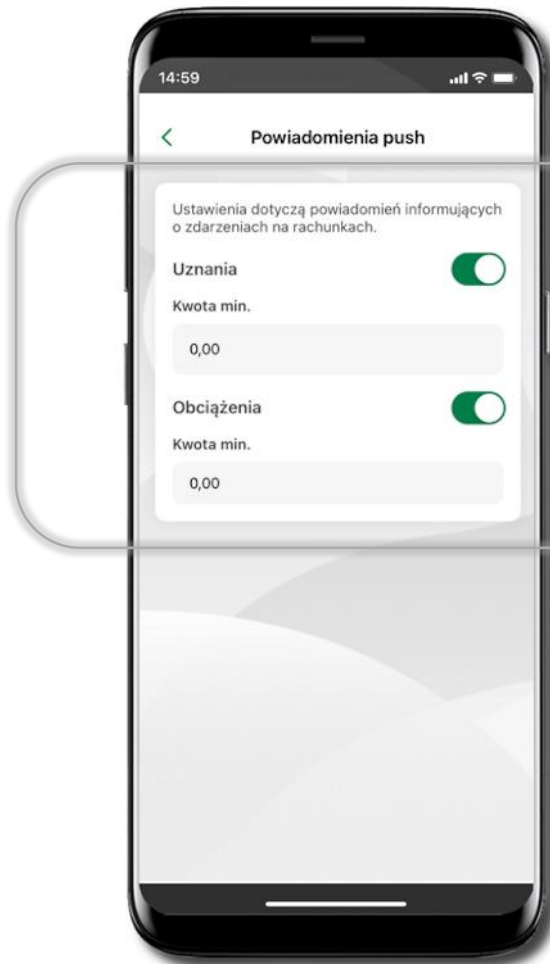 14:59
Powiadomienia push
Ustawienia dotyczą powiadomień informujących
o zdarzeniach na rachunkach.
Uznania
Kwota min.
0,00
Obciążenia
Kwota min.
0,00